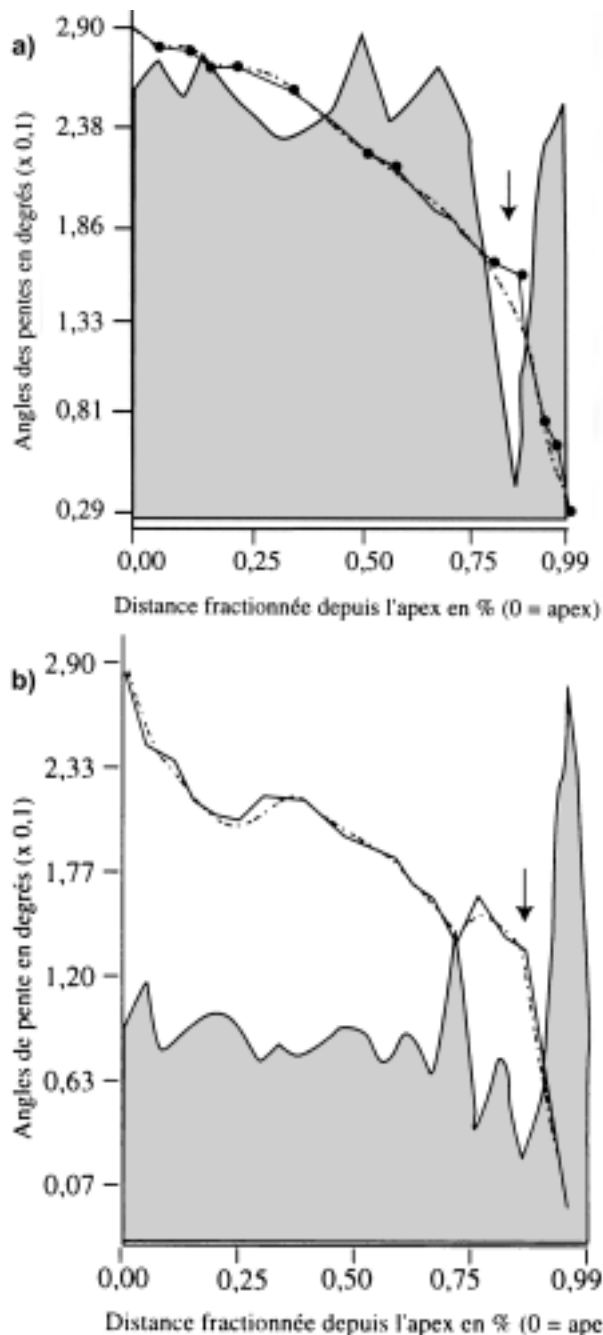 a)
Angles des pentes en degrés (x 0,1)
2,90
2,38
1,86
1,33
0,81
0,29
0,00 0,25 0,50 0,75 0,99
Distance fractionnée depuis l'apex en % (0 = apex)
b)
Angles de pente en degrés (x 0,1)
2,90
2,33
1,77
1,20
0,63
0,07
0,00 0,25 0,50 0,75 0,99
Distance fractionnée depuis l'apex en % (0 = ape